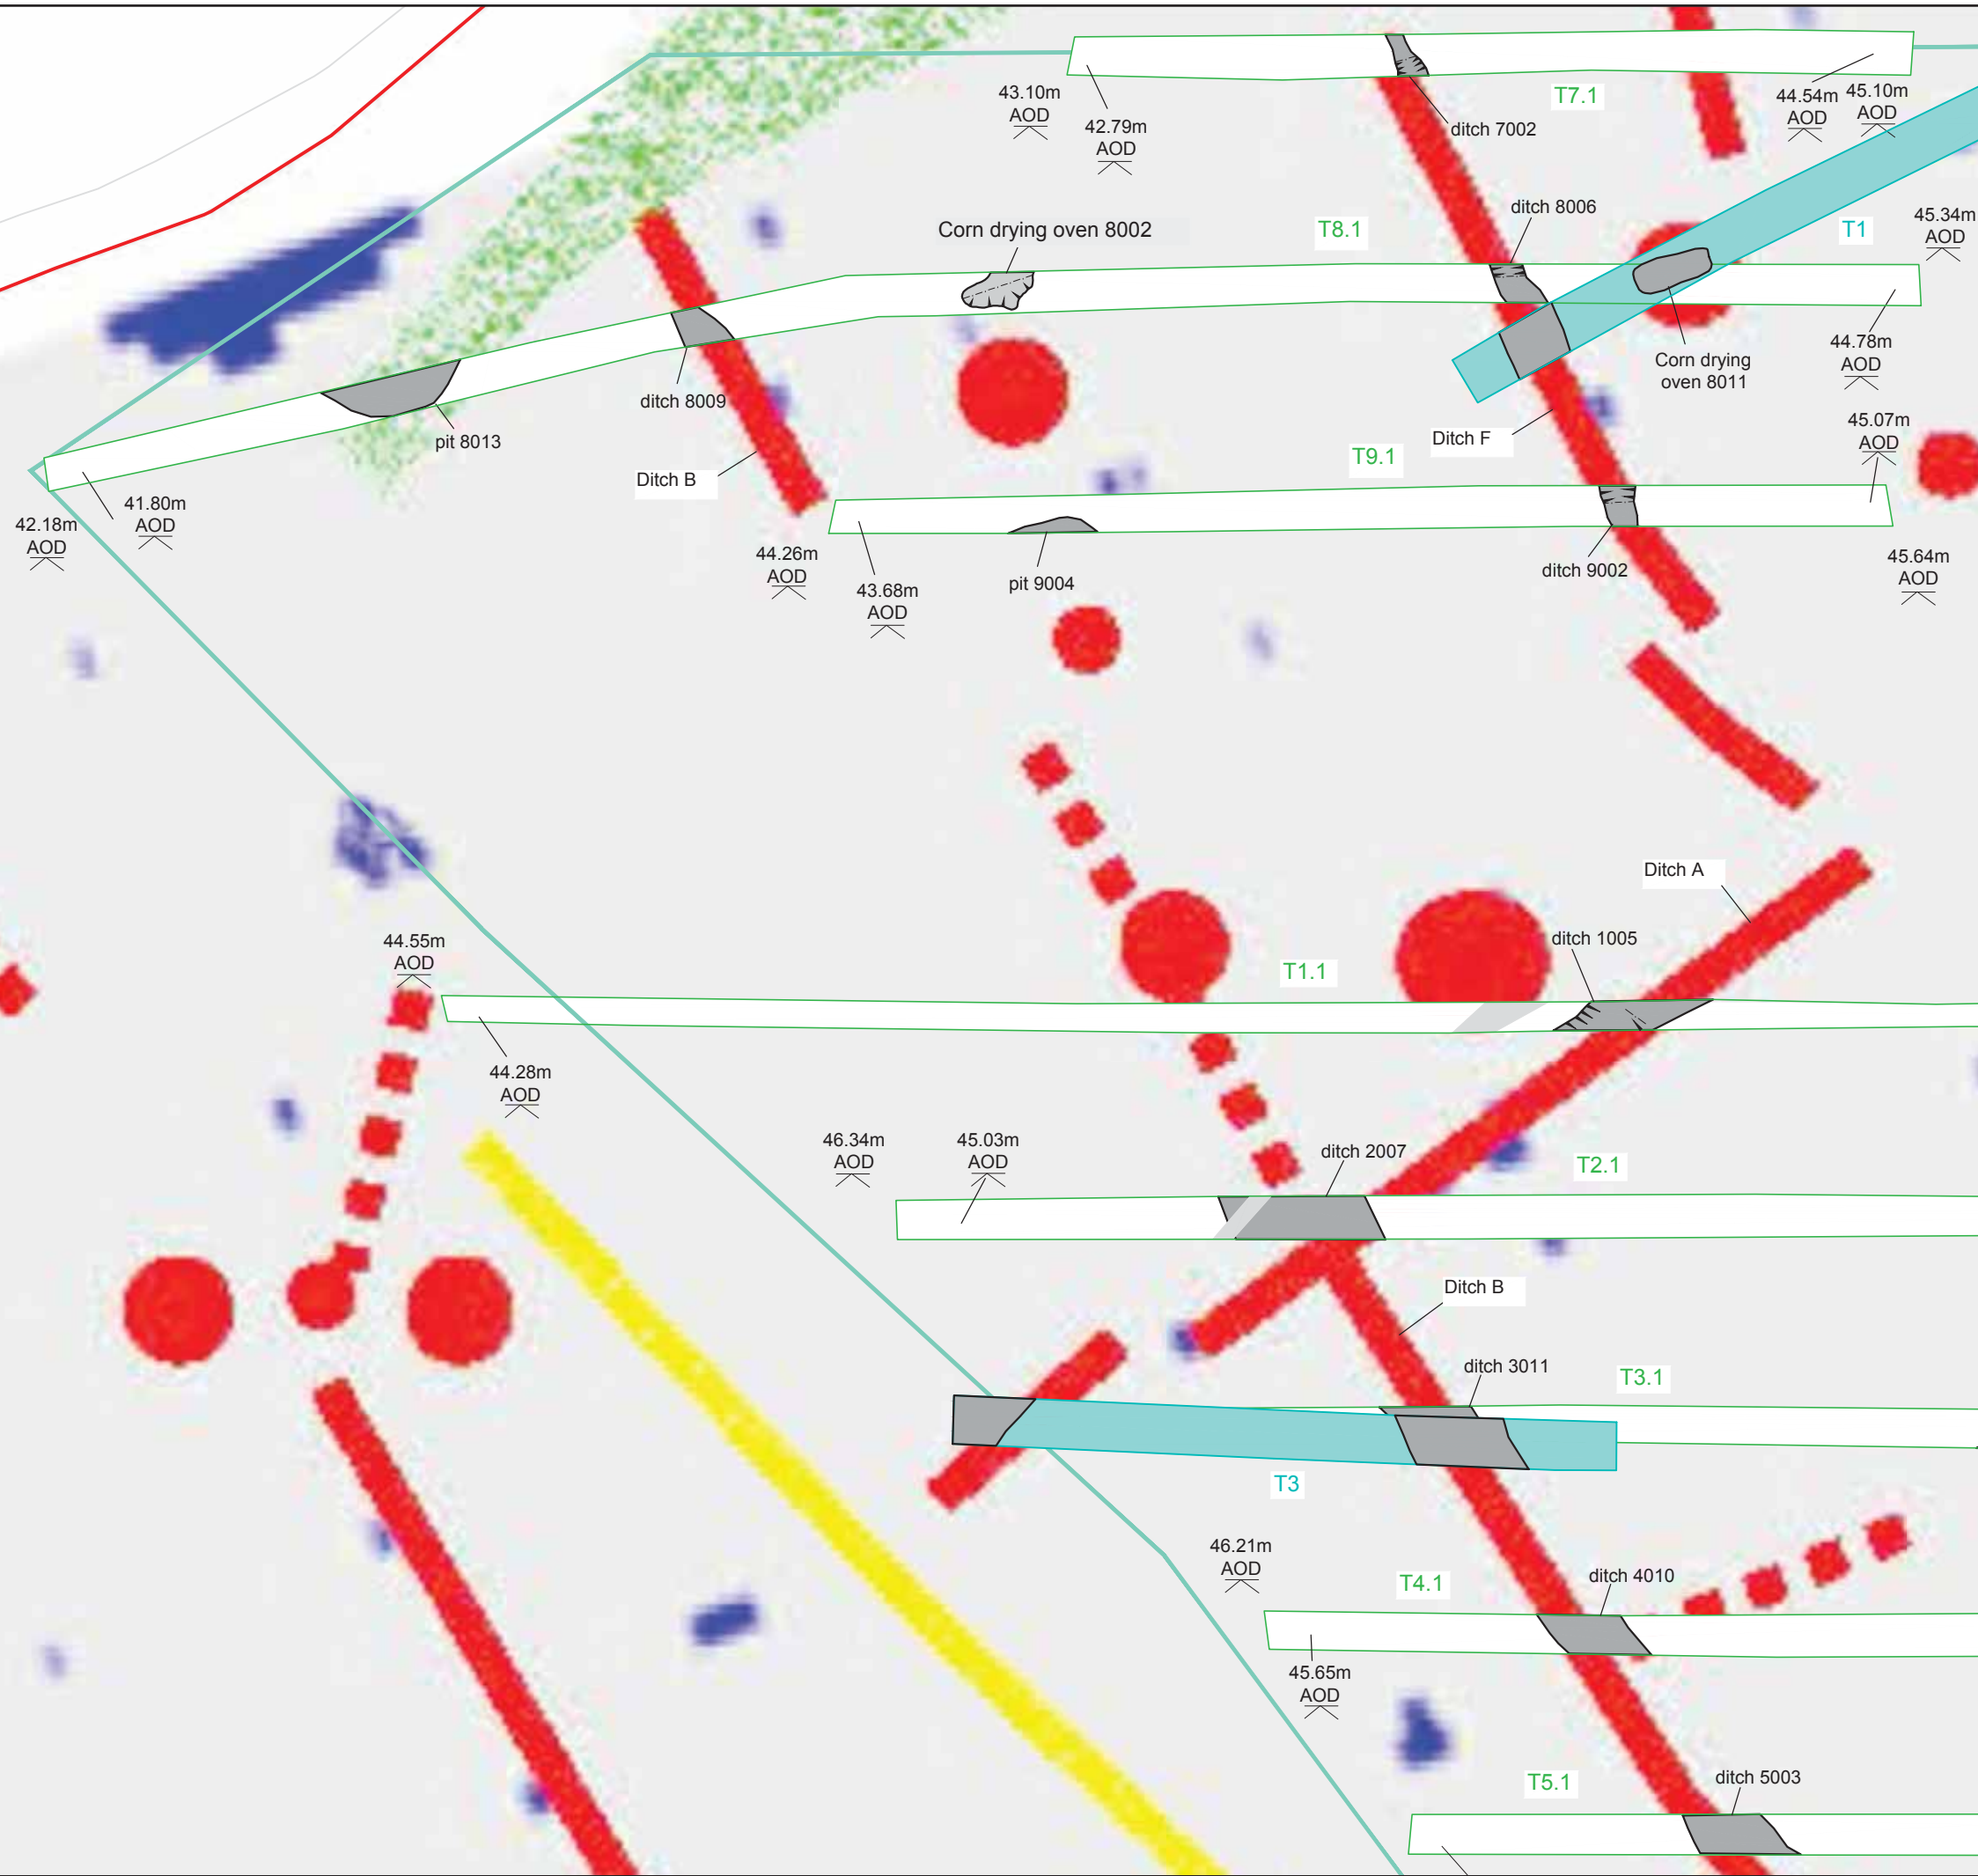 43.10m
AOD
42.79m
AOD
T7.1
44.54m
AOD
45.10m
AOD
ditch 7002
ditch 8006
Corn drying oven 8002
T8.1
T1
45.34m
AOD
44.78m
AOD
Corn drying
oven 8011
ditch 8009
pit 8013
Ditch B
Ditch F
T9.1
45.07m
AOD
41.80m
AOD
42.18m
AOD
44.26m
AOD
43.68m
AOD
pit 9004
ditch 9002
45.64m
AOD
Ditch A
44.55m
AOD
ditch 1005
T1.1
44.28m
AOD
46.34m
AOD
45.03m
AOD
ditch 2007
T2.1
Ditch B
ditch 3011
T3.1
T3
46.21m
AOD
T4.1
ditch 4010
45.65m
AOD
T5.1
ditch 5003